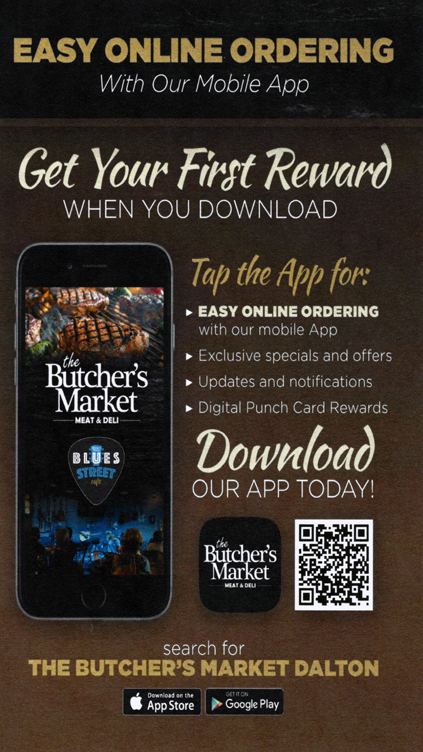 EASY ONLINE ORDERING
With Our Mobile App
Get Your First Reward
WHEN YOU DOWNLOAD
Tap the App for:
▸ EASY ONLINE ORDERING
with our mobile App
▸ Exclusive specials and offers
▸ Updates and notifications
▸ Digital Punch Card Rewards
the
Butcher's
Market
MEAT & DELI
BLUES
STREET
cafe
Download
OUR APP TODAY!
the
Butcher's
Market
MEAT & DELI
search for
THE BUTCHER'S MARKET DALTON
Download on the
App Store
GET IT ON
Google Play